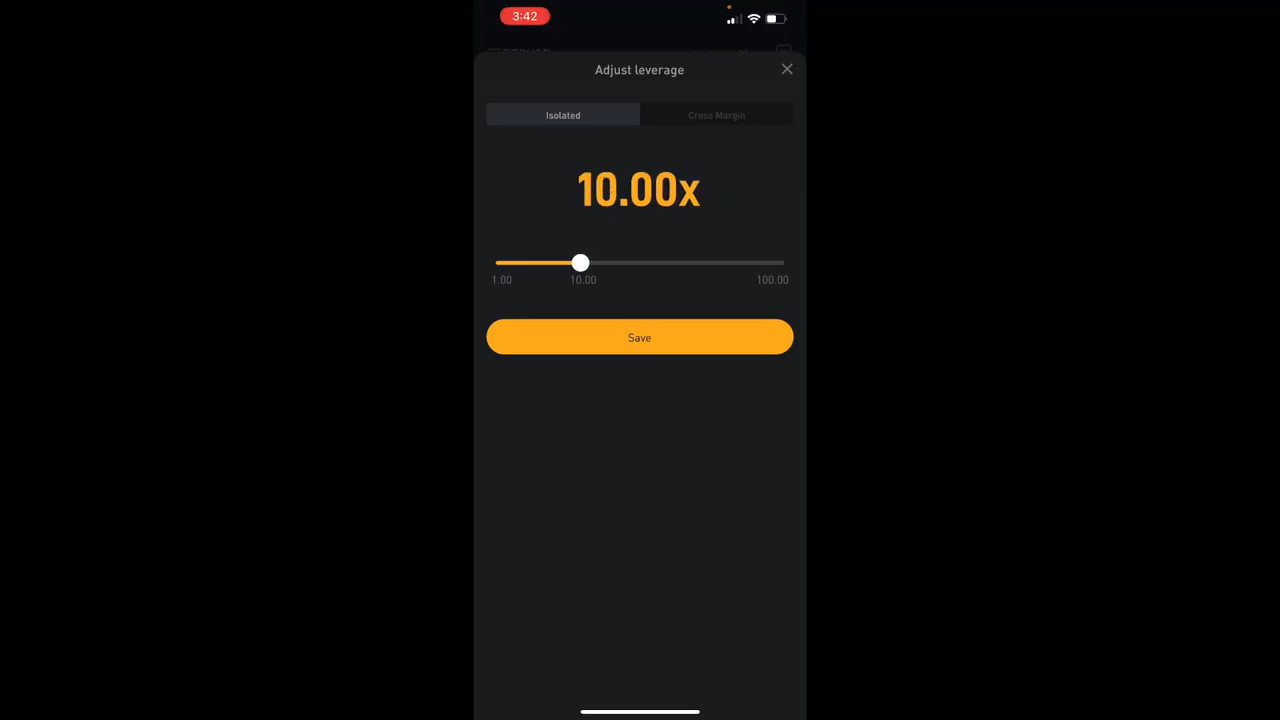 3:42
Adjust leverage
Isolated
Cross Margin
10.00x
1.00
10.00
100.00
Save